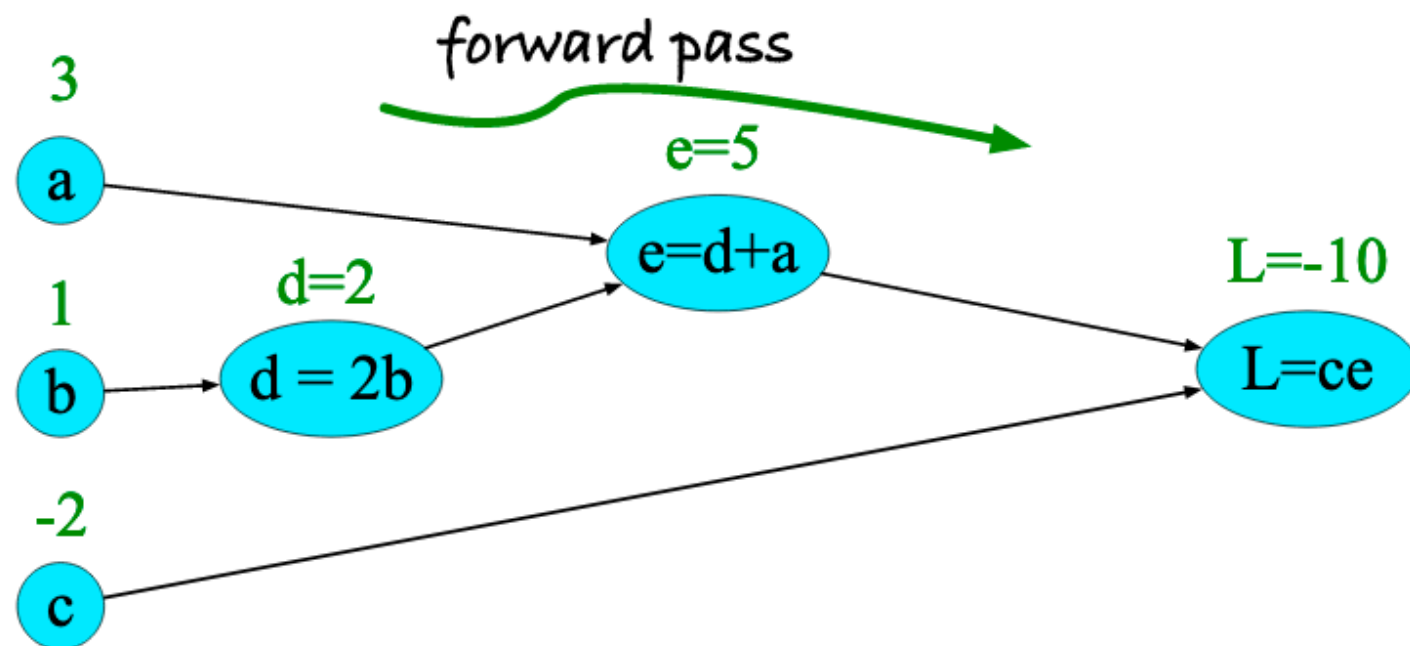 forward pass
3
a
e=5
e=d+a
1
b
d=2
d = 2b
L=-10
L=ce
-2
c